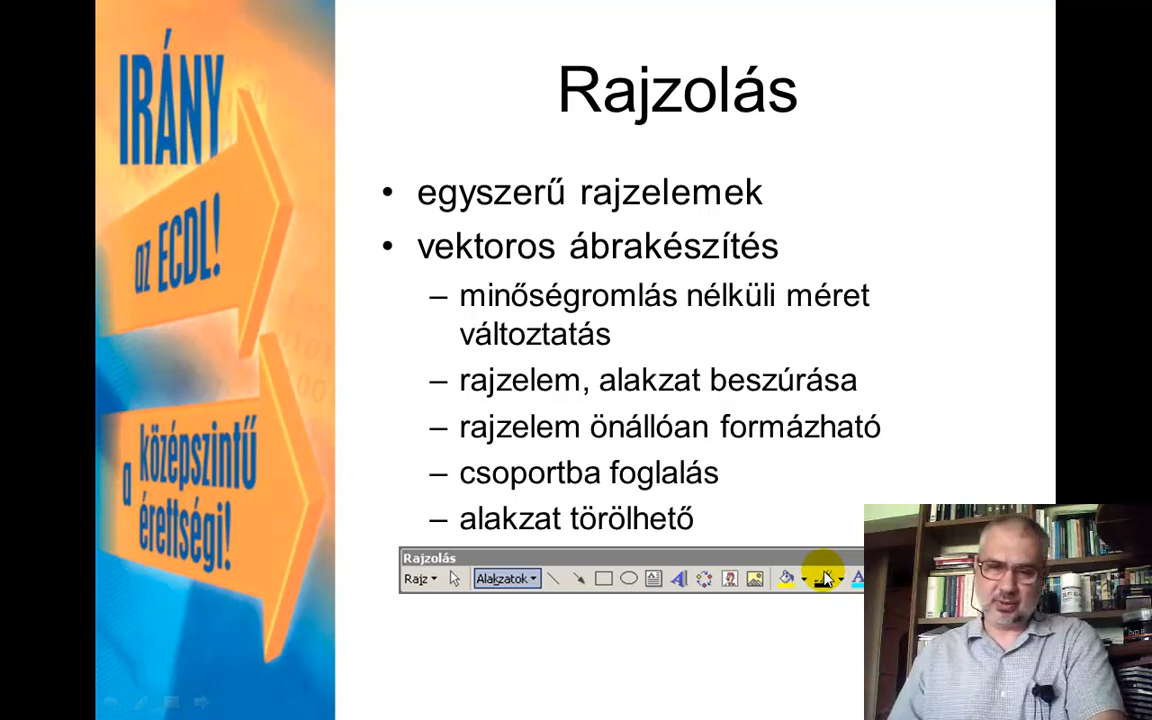 IRÁNY
az ECDL!
a középszintű
érettségi!
Rajzolás
• egyszerű rajzelemek
• vektoros ábrakészítés
– minőségromlás nélküli méret
változtatás
– rajzelem, alakzat beszúrása
– rajzelem önállóan formázható
– csoportba foglalás
– alakzat törölhető
Rajzolás
Rajz Alakzatok